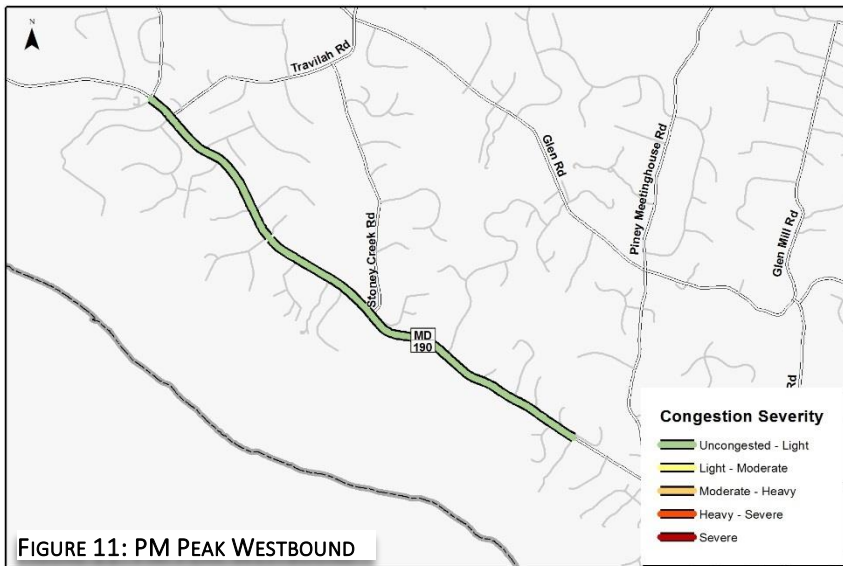 N
Travilah Rd
Glen Rd
Piney Meetinghouse Rd
Glen Mill Rd
Stoney Creek Rd
MD
190
Rd
Congestion Severity
Uncongested - Light
Light - Moderate
Moderate - Heavy
Heavy - Severe
Severe
FIGURE 11: PM PEAK WESTBOUND